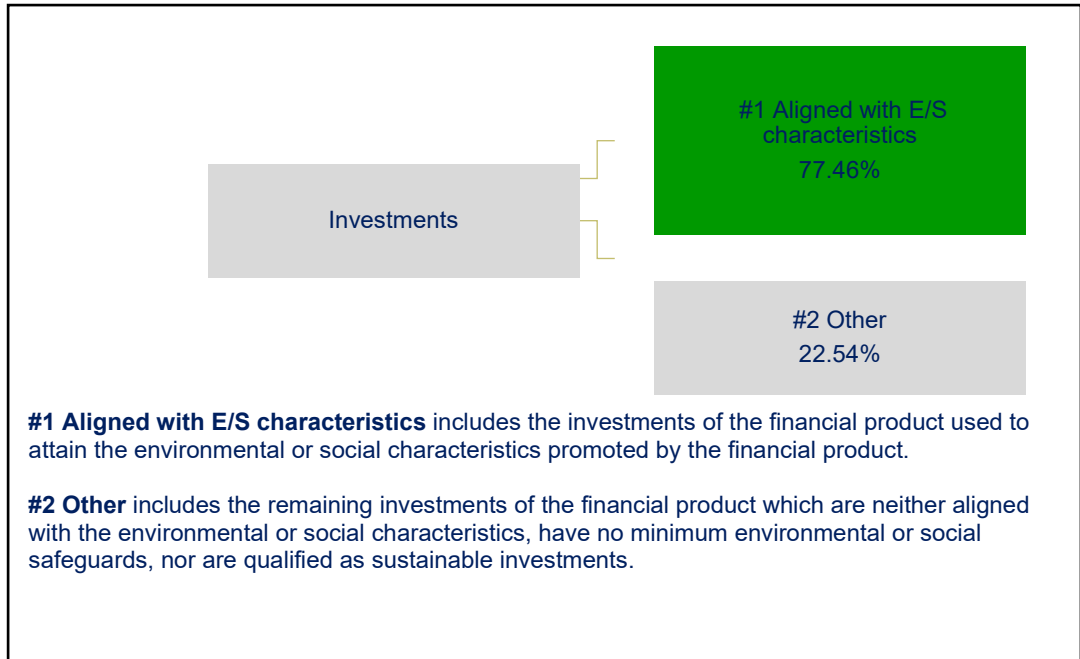 #1 Aligned with E/S
characteristics
77.46%
Investments
#2 Other
22.54%
#1 Aligned with E/S characteristics includes the investments of the financial product used to
attain the environmental or social characteristics promoted by the financial product.
#2 Other includes the remaining investments of the financial product which are neither aligned
with the environmental or social characteristics, have no minimum environmental or social
safeguards, nor are qualified as sustainable investments.